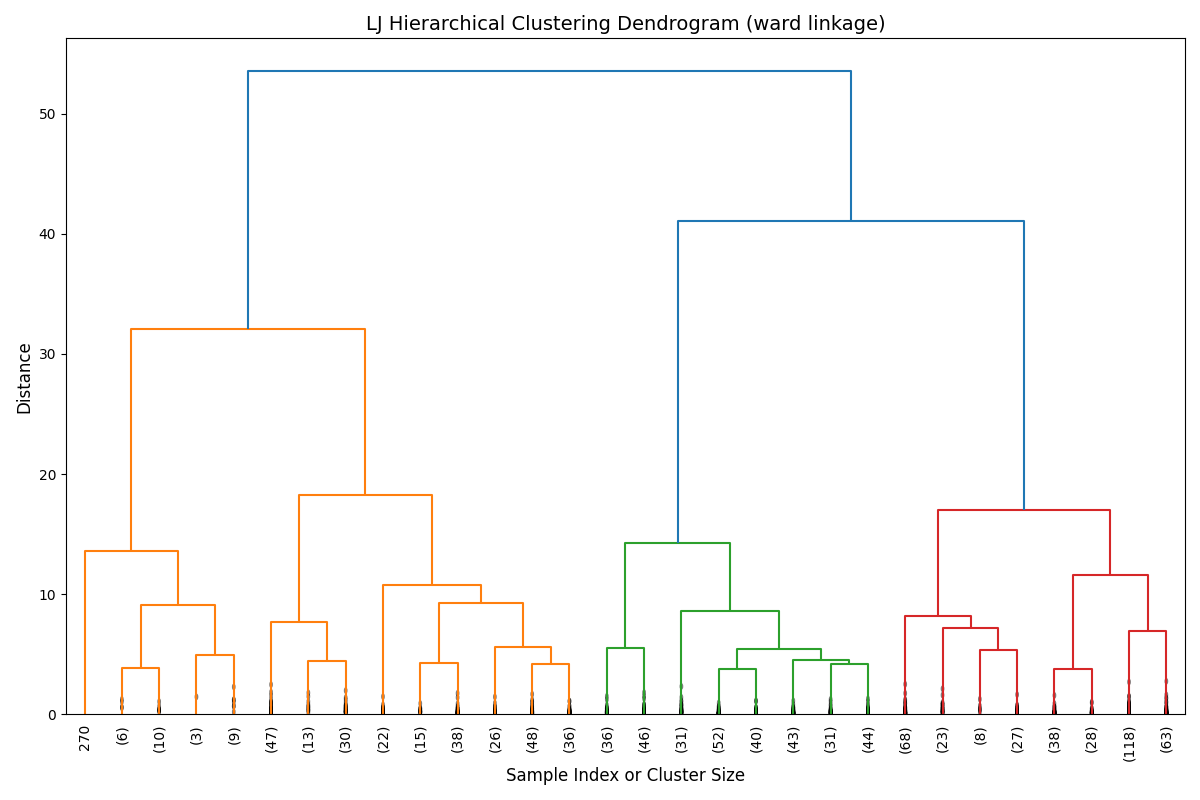 LJ Hierarchical Clustering Dendrogram (ward linkage)
Distance
50
40
30
20
10
0
270 (6) (10) (3) (9) (47) (13) (30) (22) (15) (38) (26) (48) (36) (36) (46) (31) (52) (40) (43) (31) (44) (68) (23) (8) (27) (38) (28) (118) (63)
Sample Index or Cluster Size